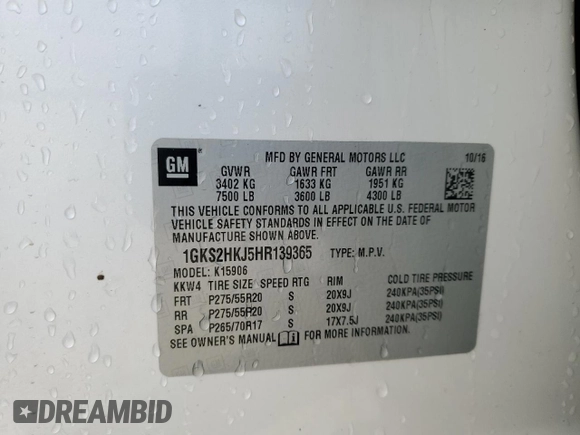 GM
MFD BY GENERAL MOTORS LLC 10/16
GVWR GAWR FRT GAWR RR
3402 KG 1633 KG 1951 KG
7500 LB 3600 LB 4300 LB
THIS VEHICLE CONFORMS TO ALL APPLICABLE U.S. FEDERAL MOTOR
VEHICLE SAFETY STANDARDS IN EFFECT ON THE DATE OF
MANUFACTURE SHOWN ABOVE.
1GKS2HKJ5HR139365 TYPE: M.P.V.
MODEL: K15906
KKW4 TIRE SIZE SPEED RTG RIM COLD TIRE PRESSURE
FRT P275/55R20 S 20X9J 240KPA(35PSI)
RR P275/55R20 S 20X9J 240KPA(35PSI)
SPA P265/70R17 S 17X7.5J 240KPA(35PSI)
SEE OWNER'S MANUAL FOR MORE INFORMATION.
DREAMBID